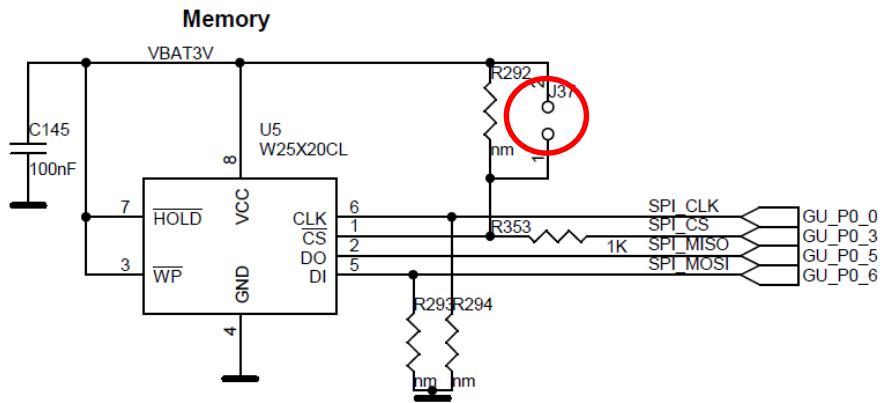 Memory
VBAT3V
R292
2
J37
C145
100nF
U5
W25X20CL
8
nm
1
7
HOLD
VCC
CLK
6
SPI_CLK
GU_P0_0
CS
1
R353
SPI_CS
GU_P0_3
DO
2
1K
SPI_MISO
GU_P0_5
3
WP
GND
DI
5
SPI_MOSI
GU_P0_6
4
R293
R294
nm
nm